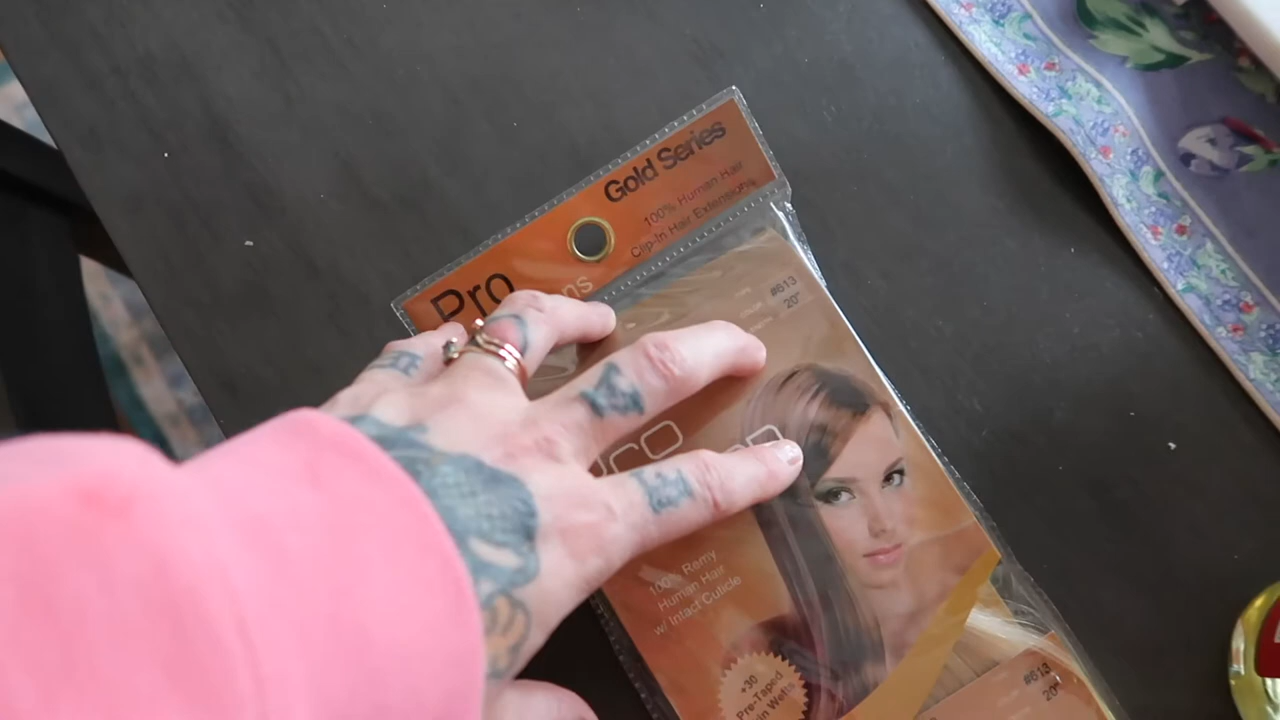 Gold Series
100% Human Hair
Clip-In Hair Extensions
Pro
#613
20"
100% Remy
Human Hair
w/ Intact Cuticle
+30
Pre-Taped
#613
20"